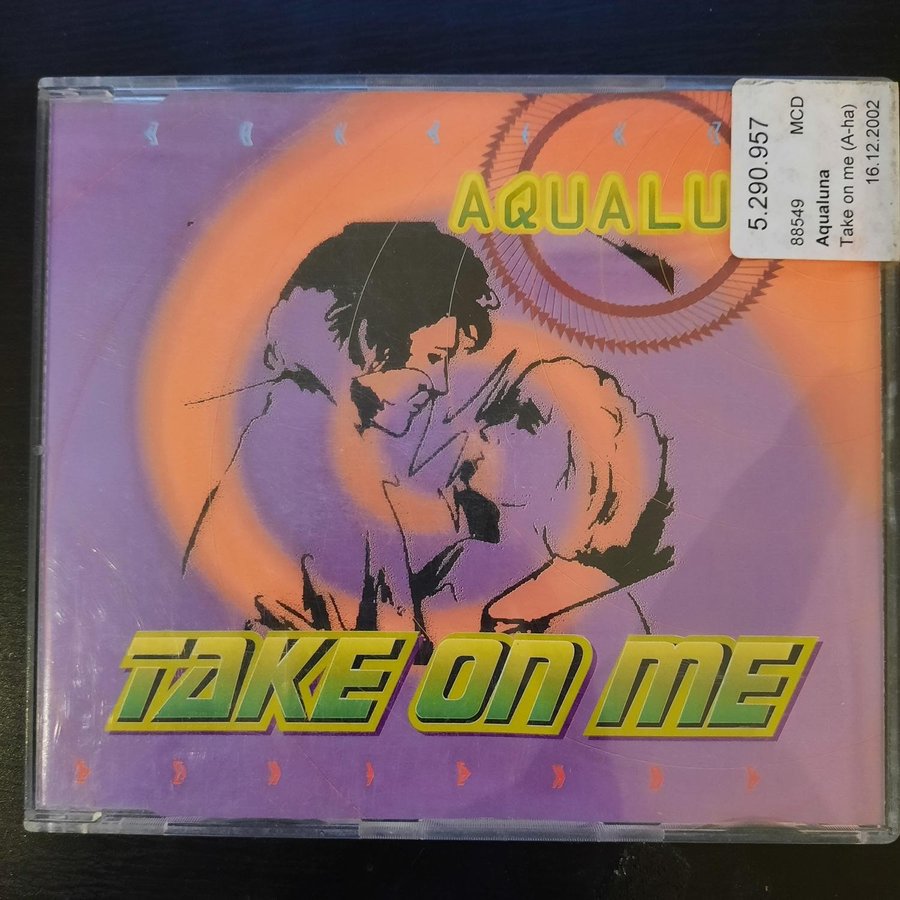 AQUALU
5.290.957
88549 MCD
Aqualuna
Take on me (A-ha)
16.12.2002
TAKE ON ME